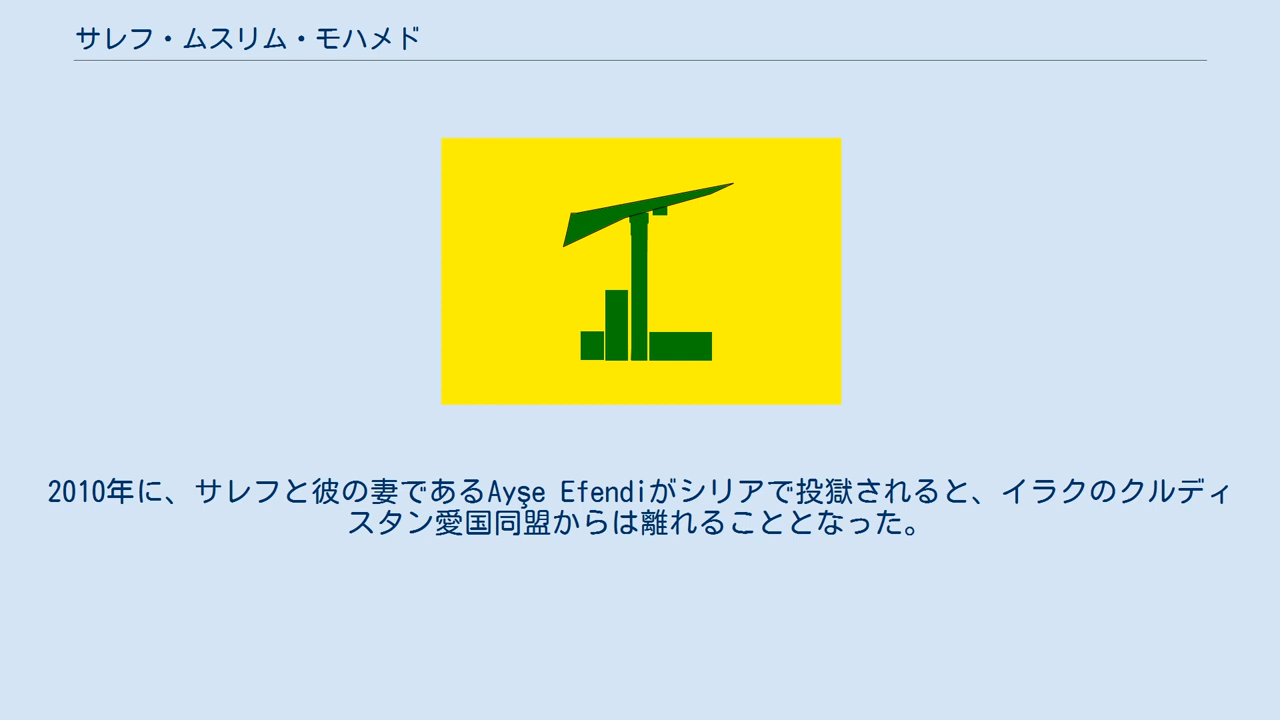 サレフ・ムスリム・モハメド
2010年に、サレフと彼の妻であるAyşe Efendiがシリアで投獄されると、イラクのクルディ
スタン愛国同盟からは離れることとなった。